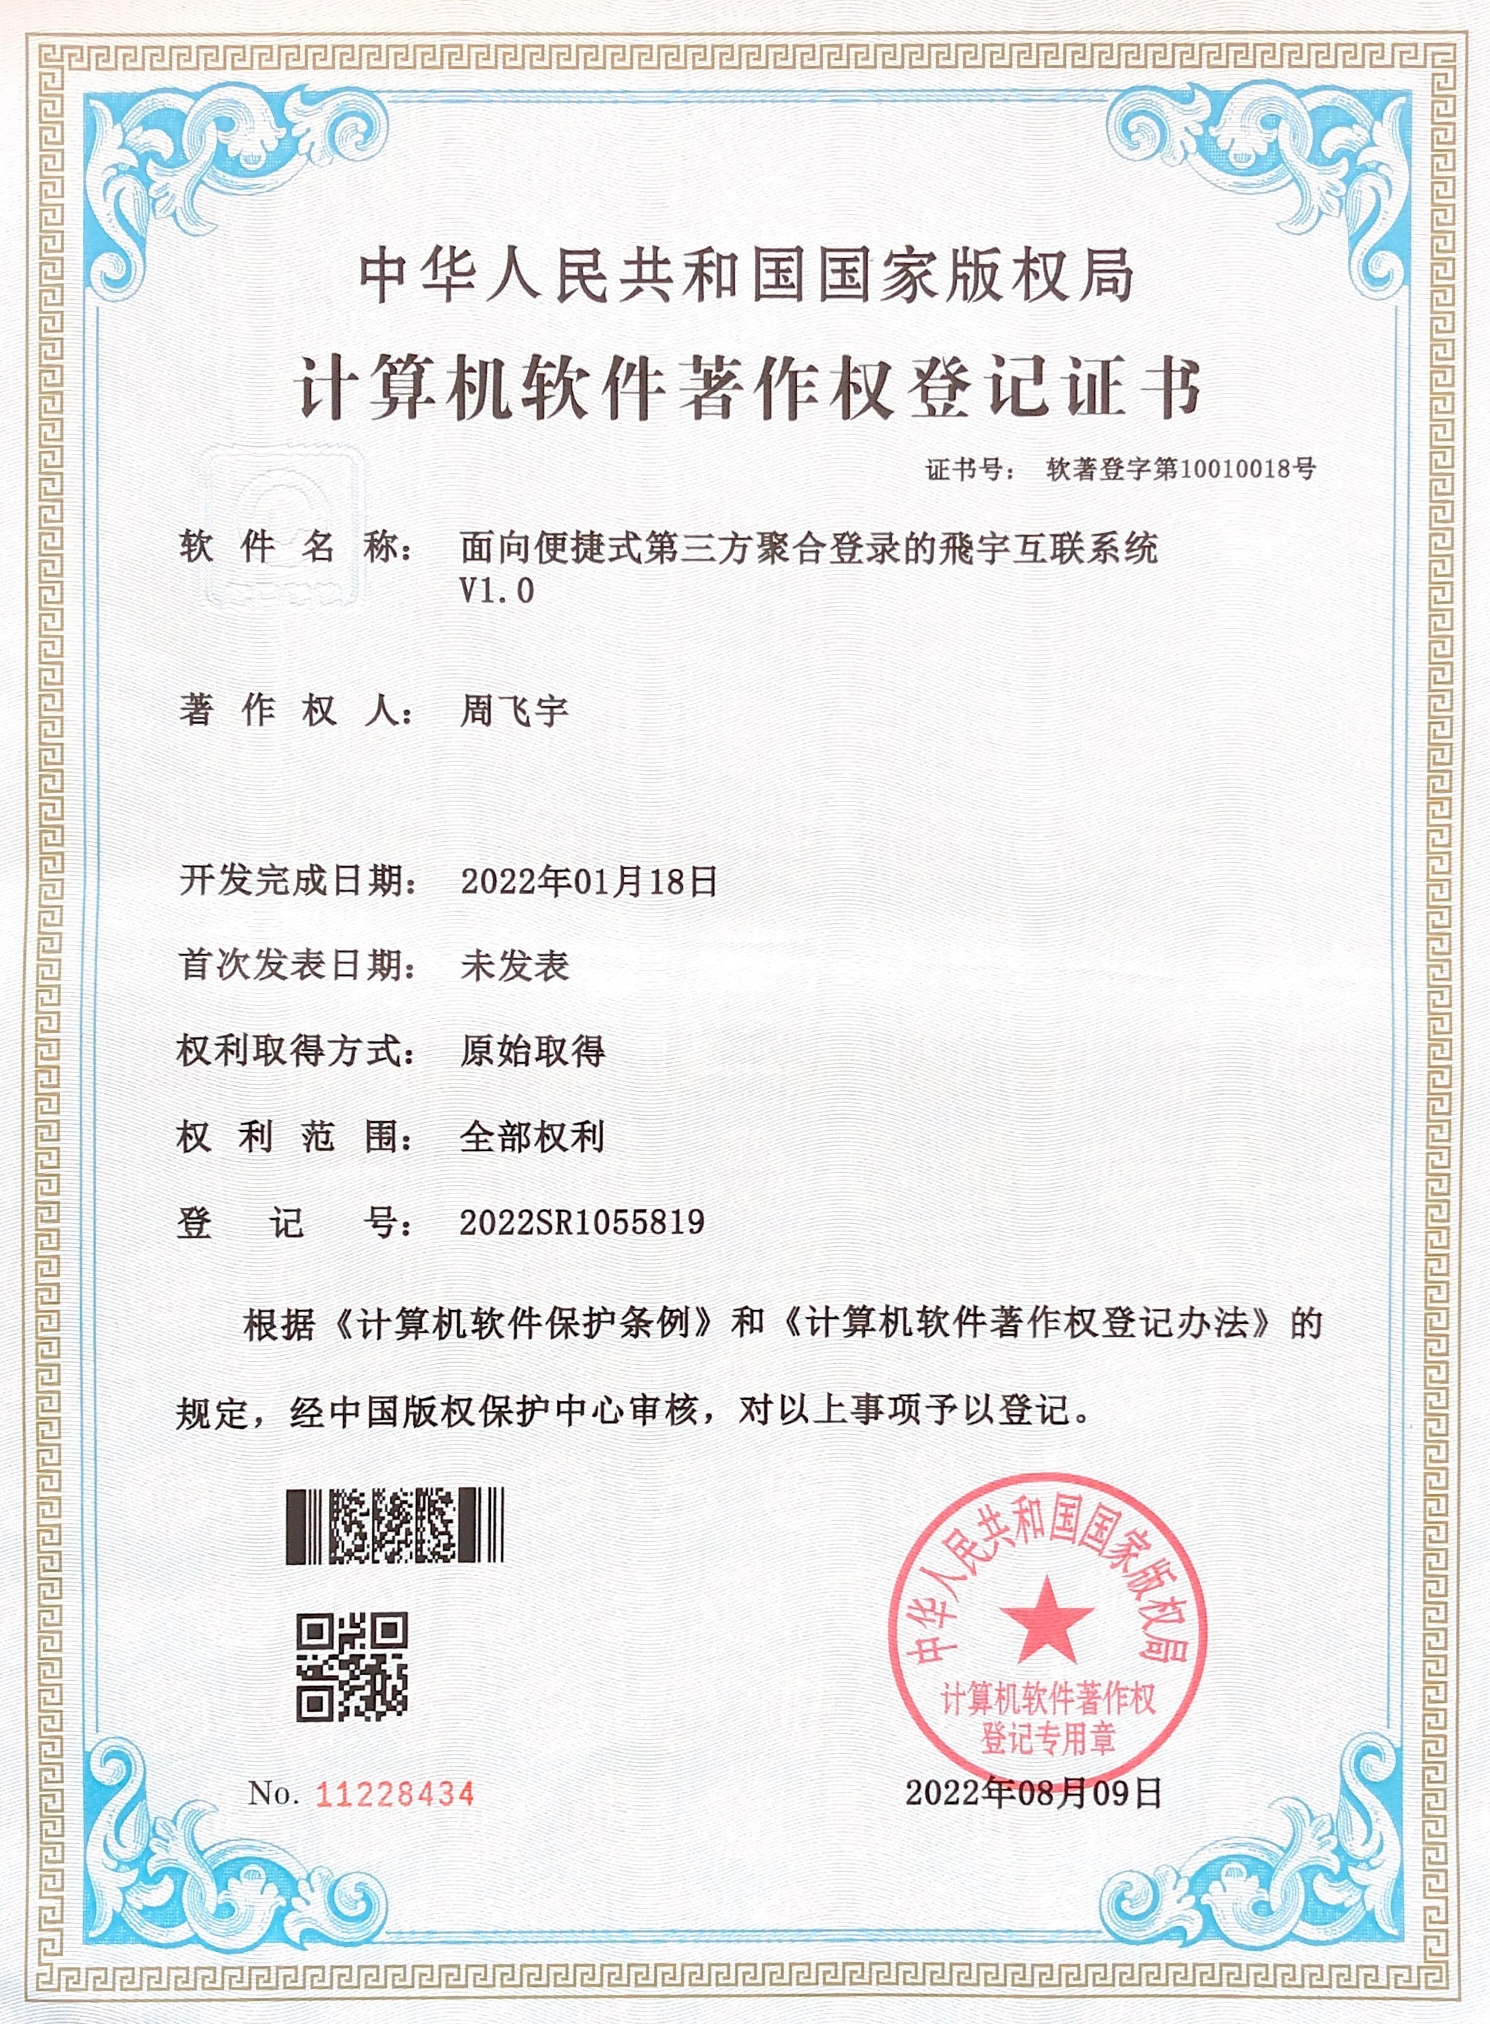 中华人民共和国国家版权局
计算机软件著作权登记证书
证书号： 软著登字第10010018号
软件名称： 面向便捷式第三方聚合登录的飛宇互联系统
V1.0
著作权人： 周飞宇
开发完成日期： 2022年01月18日
首次发表日期： 未发表
权利取得方式： 原始取得
权利范围： 全部权利
登记号： 2022SR1055819
根据《计算机软件保护条例》和《计算机软件著作权登记办法》的
规定，经中国版权保护中心审核，对以上事项予以登记。
中华人民共和国国家版权局
计算机软件著作权
登记专用章
No. 11228434
2022年08月09日